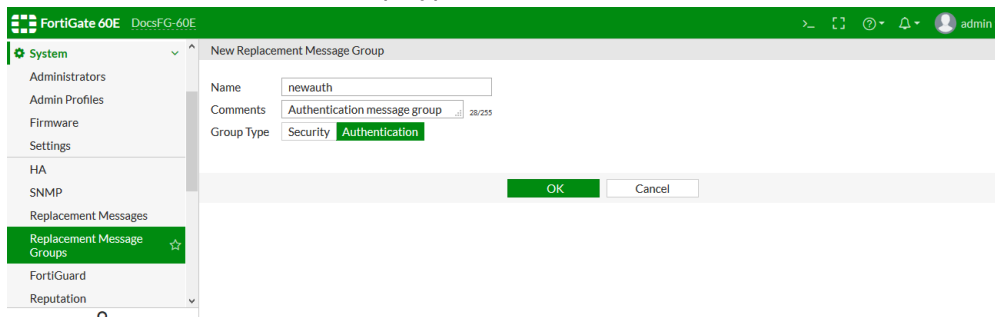 FortiGate 60E DocsFG-60E >_ admin
System
Administrators
Admin Profiles
Firmware
Settings
HA
SNMP
Replacement Messages
Replacement Message
Groups
FortiGuard
Reputation
New Replacement Message Group
Name newauth
Comments Authentication message group 28/255
Group Type Security Authentication
OK Cancel